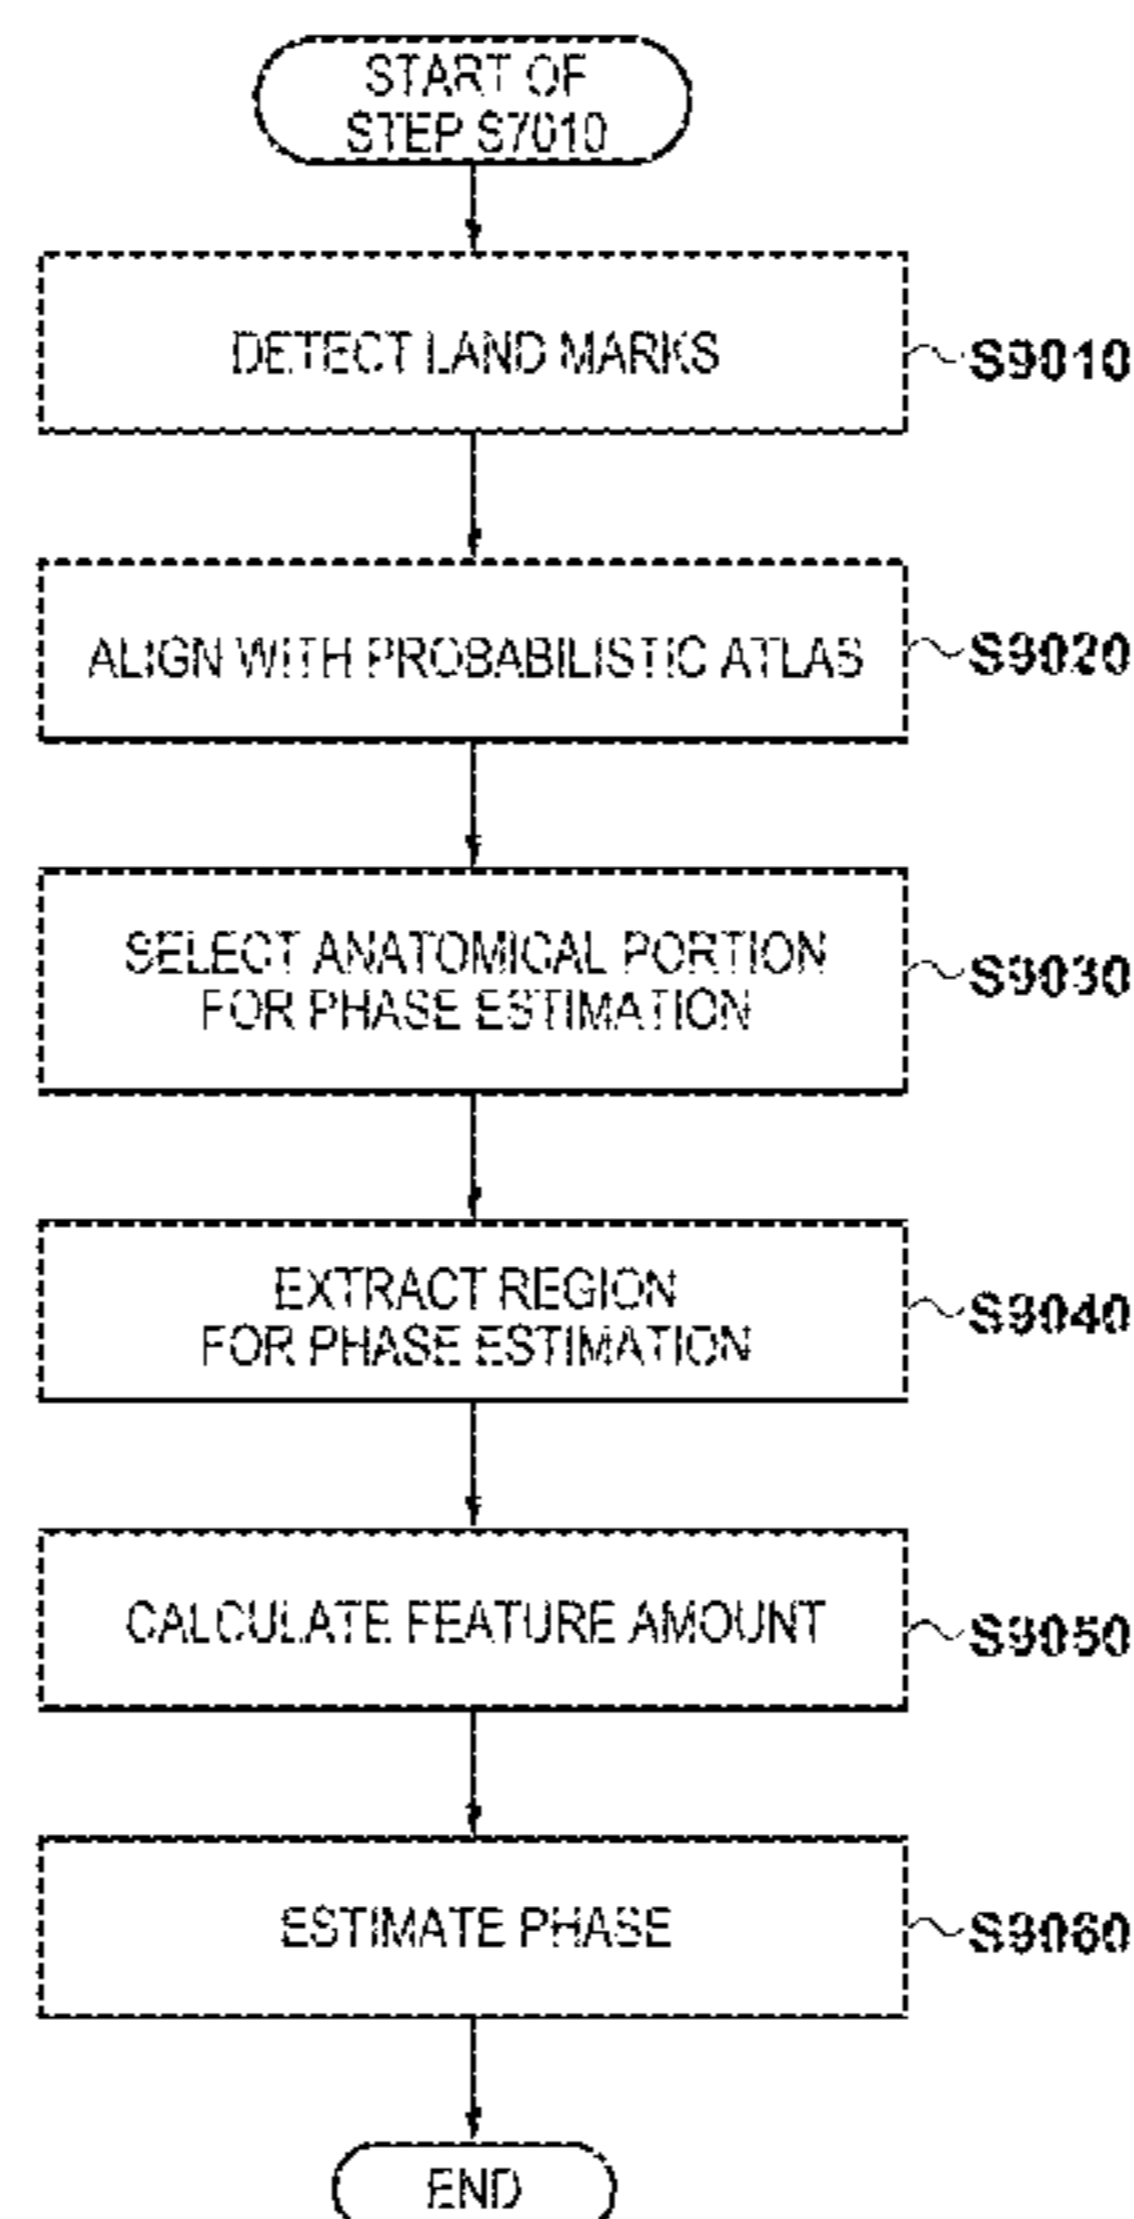 START OF
STEP S7010
DETECT LAND MARKS
S9010
ALIGN WITH PROBABILISTIC ATLAS
S9020
SELECT ANATOMICAL PORTION
FOR PHASE ESTIMATION
S9030
EXTRACT REGION
FOR PHASE ESTIMATION
S9040
CALCULATE FEATURE AMOUNT
S9050
ESTIMATE PHASE
S9060
END